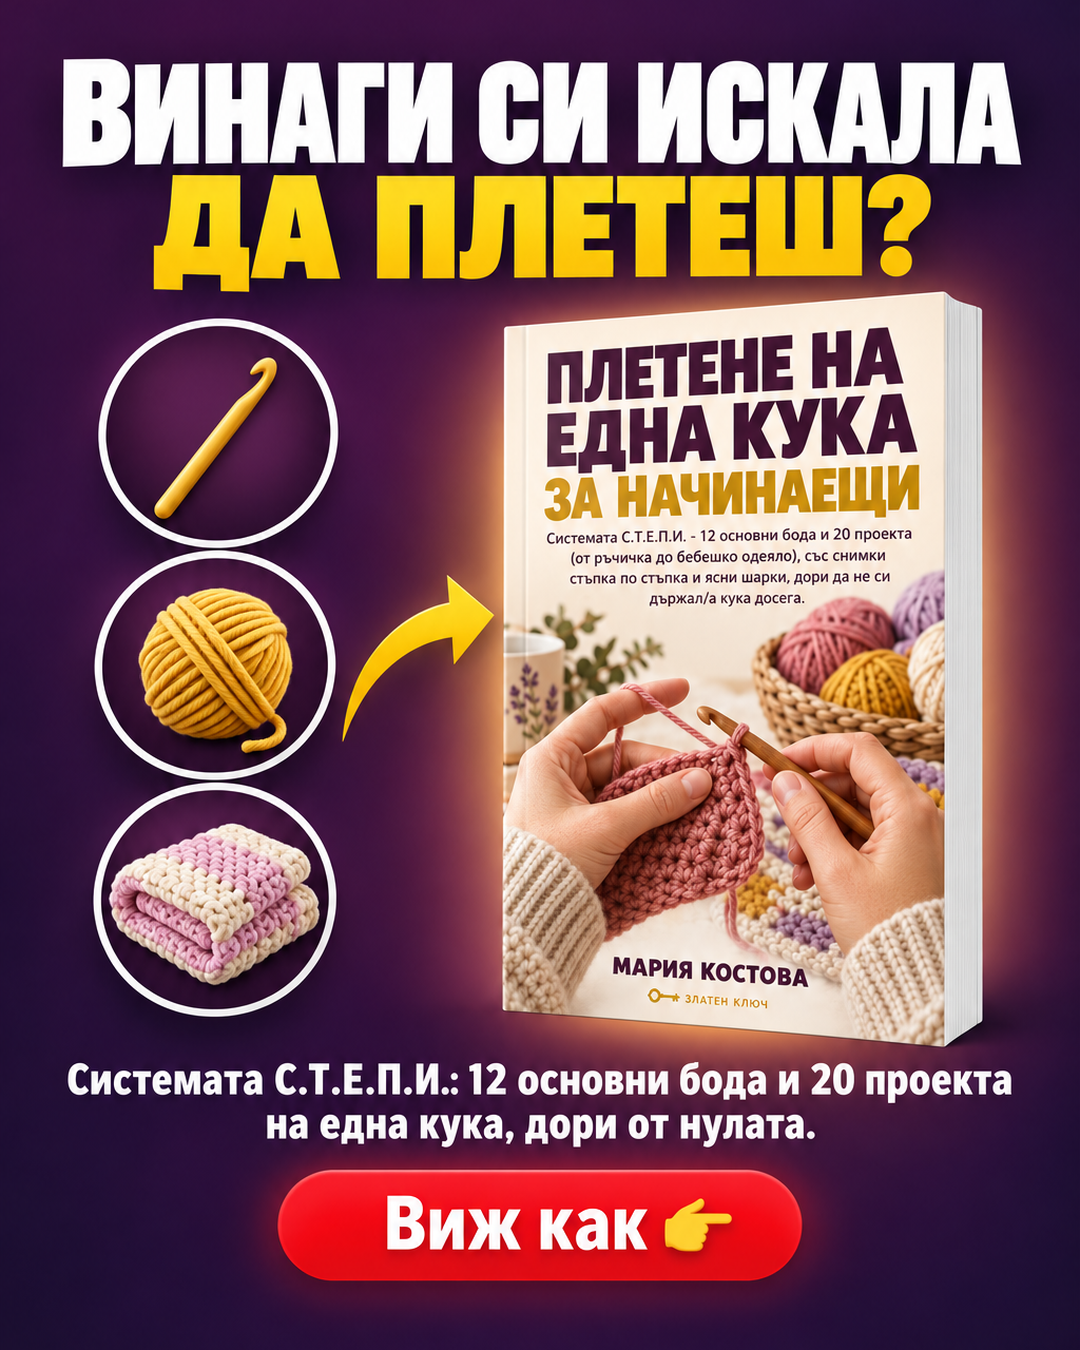 ВИНАГИ СИ ИСКАЛА
ДА ПЛЕТЕШ?
ПЛЕТЕНЕ НА
ЕДНА КУКА
ЗА НАЧИНАЕЩИ
Системата С.Т.Е.П.И. - 12 основни бода и 20 проекта
(от ръчичка до бебешко одеяло), със снимки
стъпка по стъпка и ясни шарки, дори да не си
държал/а кука досега.
МАРИЯ КОСТОВА
ЗЛАТЕН КЛЮЧ
Системата С.Т.Е.П.И.: 12 основни бода и 20 проекта
на една кука, дори от нулата.
Виж как 👉